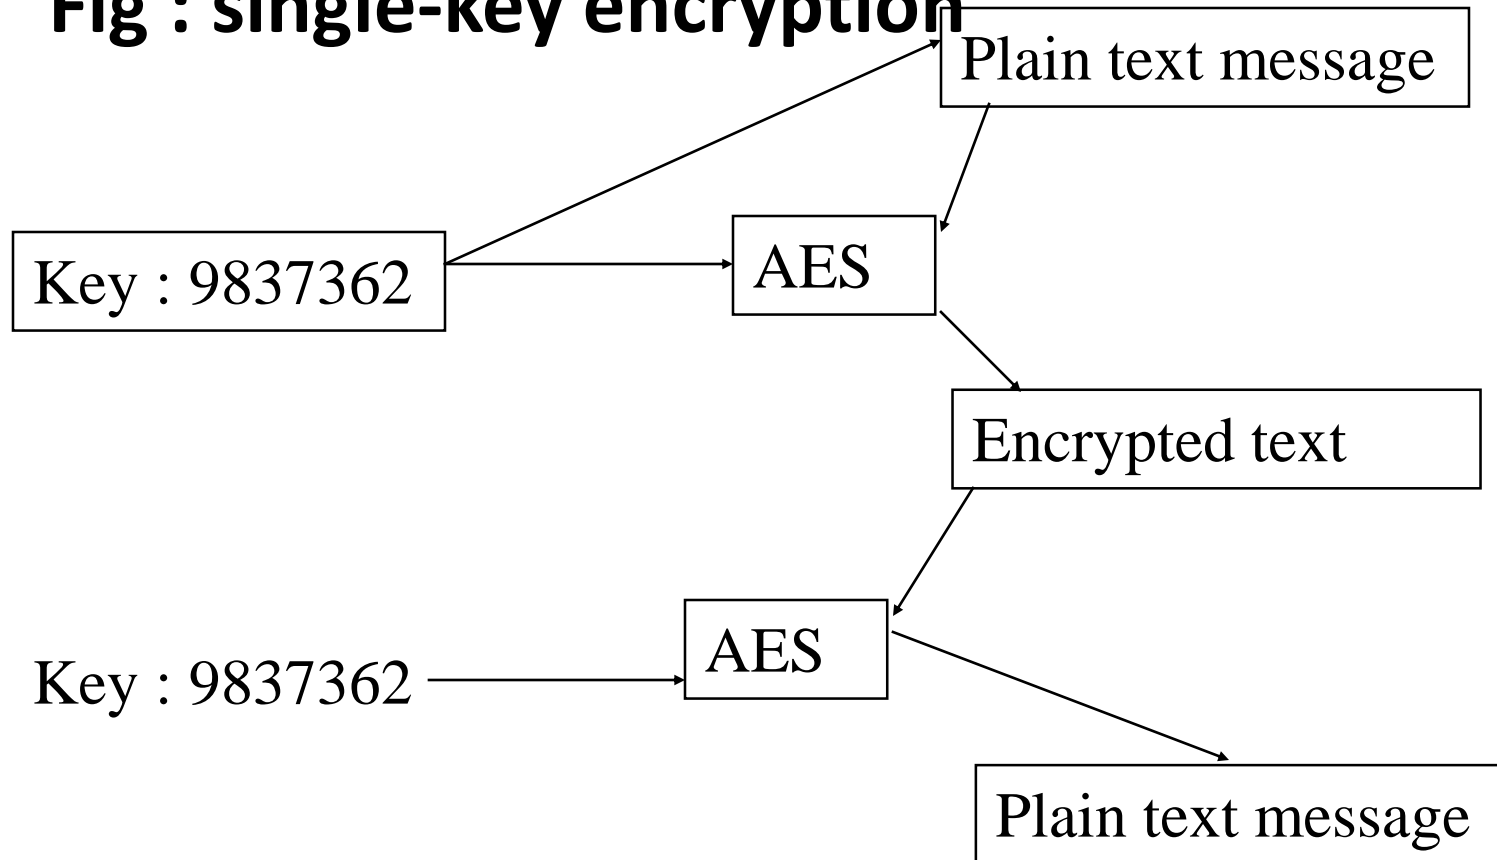 Fig : single-key encryption
Plain text message
Key : 9837362
AES
Encrypted text
AES
Key : 9837362
Plain text message